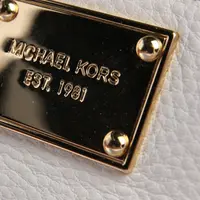 MICHAEL KORS
EST. 1981